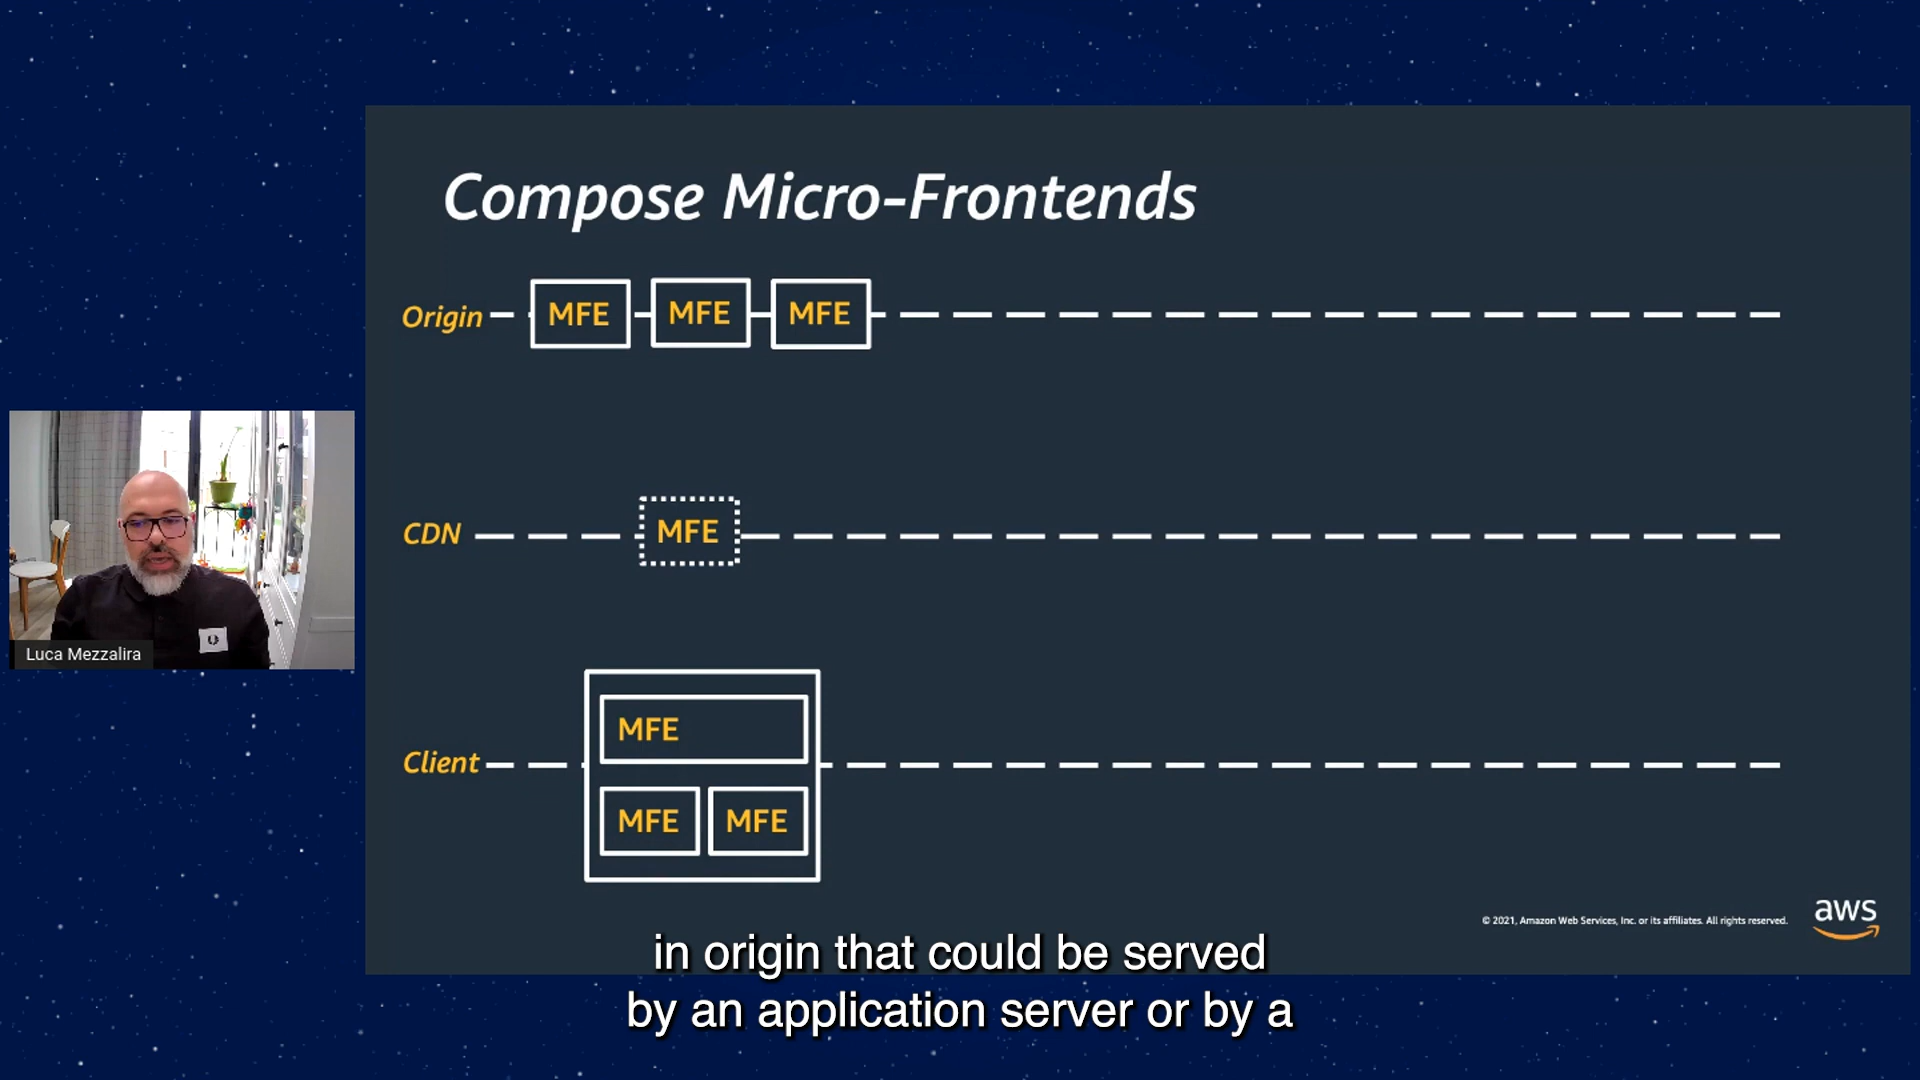 Compose Micro-Frontends
Origin
MFE
MFE
MFE
CDN
MFE
Client
MFE
MFE
MFE
Luca Mezzalira
© 2021, Amazon Web Services, Inc. or its affiliates. All rights reserved.
aws
in origin that could be served
by an application server or by a